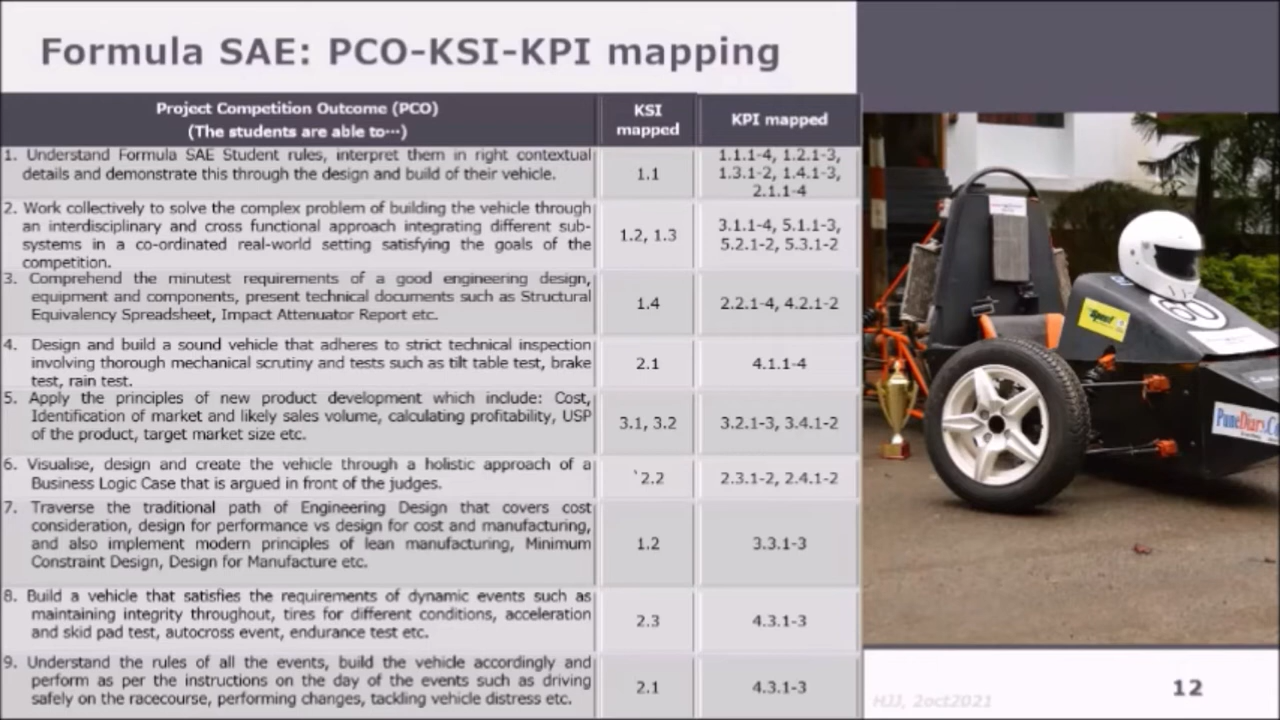 Formula SAE: PCO-KSI-KPI mapping
Project Competition Outcome (PCO)
(The students are able to···)
KSI
mapped
KPI mapped
1. Understand Formula SAE Student rules, interpret them in right contextual
details and demonstrate this through the design and build of their vehicle.
1.1
1.1.1-4, 1.2.1-3,
1.3.1-2, 1.4.1-3,
2.1.1-4
2. Work collectively to solve the complex problem of building the vehicle through
an interdisciplinary and cross functional approach integrating different sub-
systems in a co-ordinated real-world setting satisfying the goals of the
competition.
1.2, 1.3
3.1.1-4, 5.1.1-3,
5.2.1-2, 5.3.1-2
3. Comprehend the minutest requirements of a good engineering design,
equipment and components, present technical documents such as Structural
Equivalency Spreadsheet, Impact Attenuator Report etc.
1.4
2.2.1-4, 4.2.1-2
4. Design and build a sound vehicle that adheres to strict technical inspection
involving thorough mechanical scrutiny and tests such as tilt table test, brake
test, rain test.
2.1
4.1.1-4
5. Apply the principles of new product development which include: Cost,
Identification of market and likely sales volume, calculating profitability, USP
of the product, target market size etc.
3.1, 3.2
3.2.1-3, 3.4.1-2
6. Visualise, design and create the vehicle through a holistic approach of a
Business Logic Case that is argued in front of the judges.
`2.2
2.3.1-2, 2.4.1-2
7. Traverse the traditional path of Engineering Design that covers cost
consideration, design for performance vs design for cost and manufacturing,
and also implement modern principles of lean manufacturing, Minimum
Constraint Design, Design for Manufacture etc.
1.2
3.3.1-3
8. Build a vehicle that satisfies the requirements of dynamic events such as
maintaining integrity throughout, tires for different conditions, acceleration
and skid pad test, autocross event, endurance test etc.
2.3
4.3.1-3
9. Understand the rules of all the events, build the vehicle accordingly and
perform as per the instructions on the day of the events such as driving
safely on the racecourse, performing changes, tackling vehicle distress etc.
2.1
4.3.1-3
60
PuneDiary.Co
HJJ, 2oct2021
12